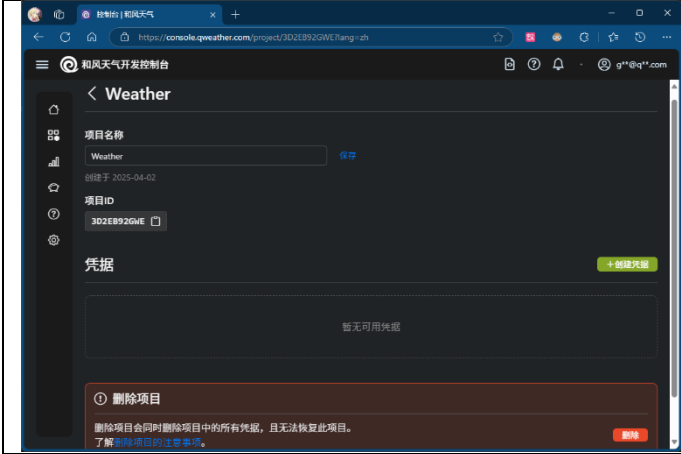 控制台 | 和风天气
https://console.qweather.com/project/3D2EB92GWE?lang=zh
和风天气开发控制台
g**@q**.com
Weather
项目名称
Weather
保存
创建于 2025-04-02
项目ID
3D2EB92GWE
凭据
+创建凭据
暂无可用凭据
删除项目
删除项目会同时删除项目中的所有凭据，且无法恢复此项目。
了解删除项目的注意事项。
删除